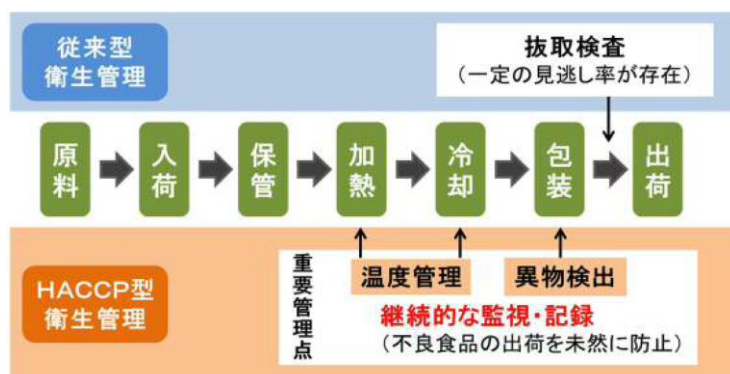 従来型
衛生管理
抜取検査
（一定の見逃し率が存在）
原料
入荷
保管
加熱
冷却
包装
出荷
HACCP型
衛生管理
重要管理点
温度管理
異物検出
継続的な監視・記録
（不良食品の出荷を未然に防止）